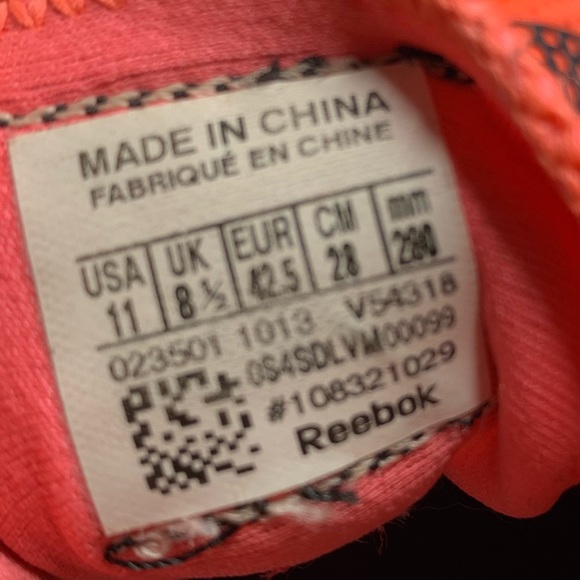 MADE IN CHINA
FABRIQUÉ EN CHINE
USA UK EUR CM mm
11 8 ½ 42.5 28 280
023501 1013 V54318
0S4SDLVM00099
#108321029
Reebok